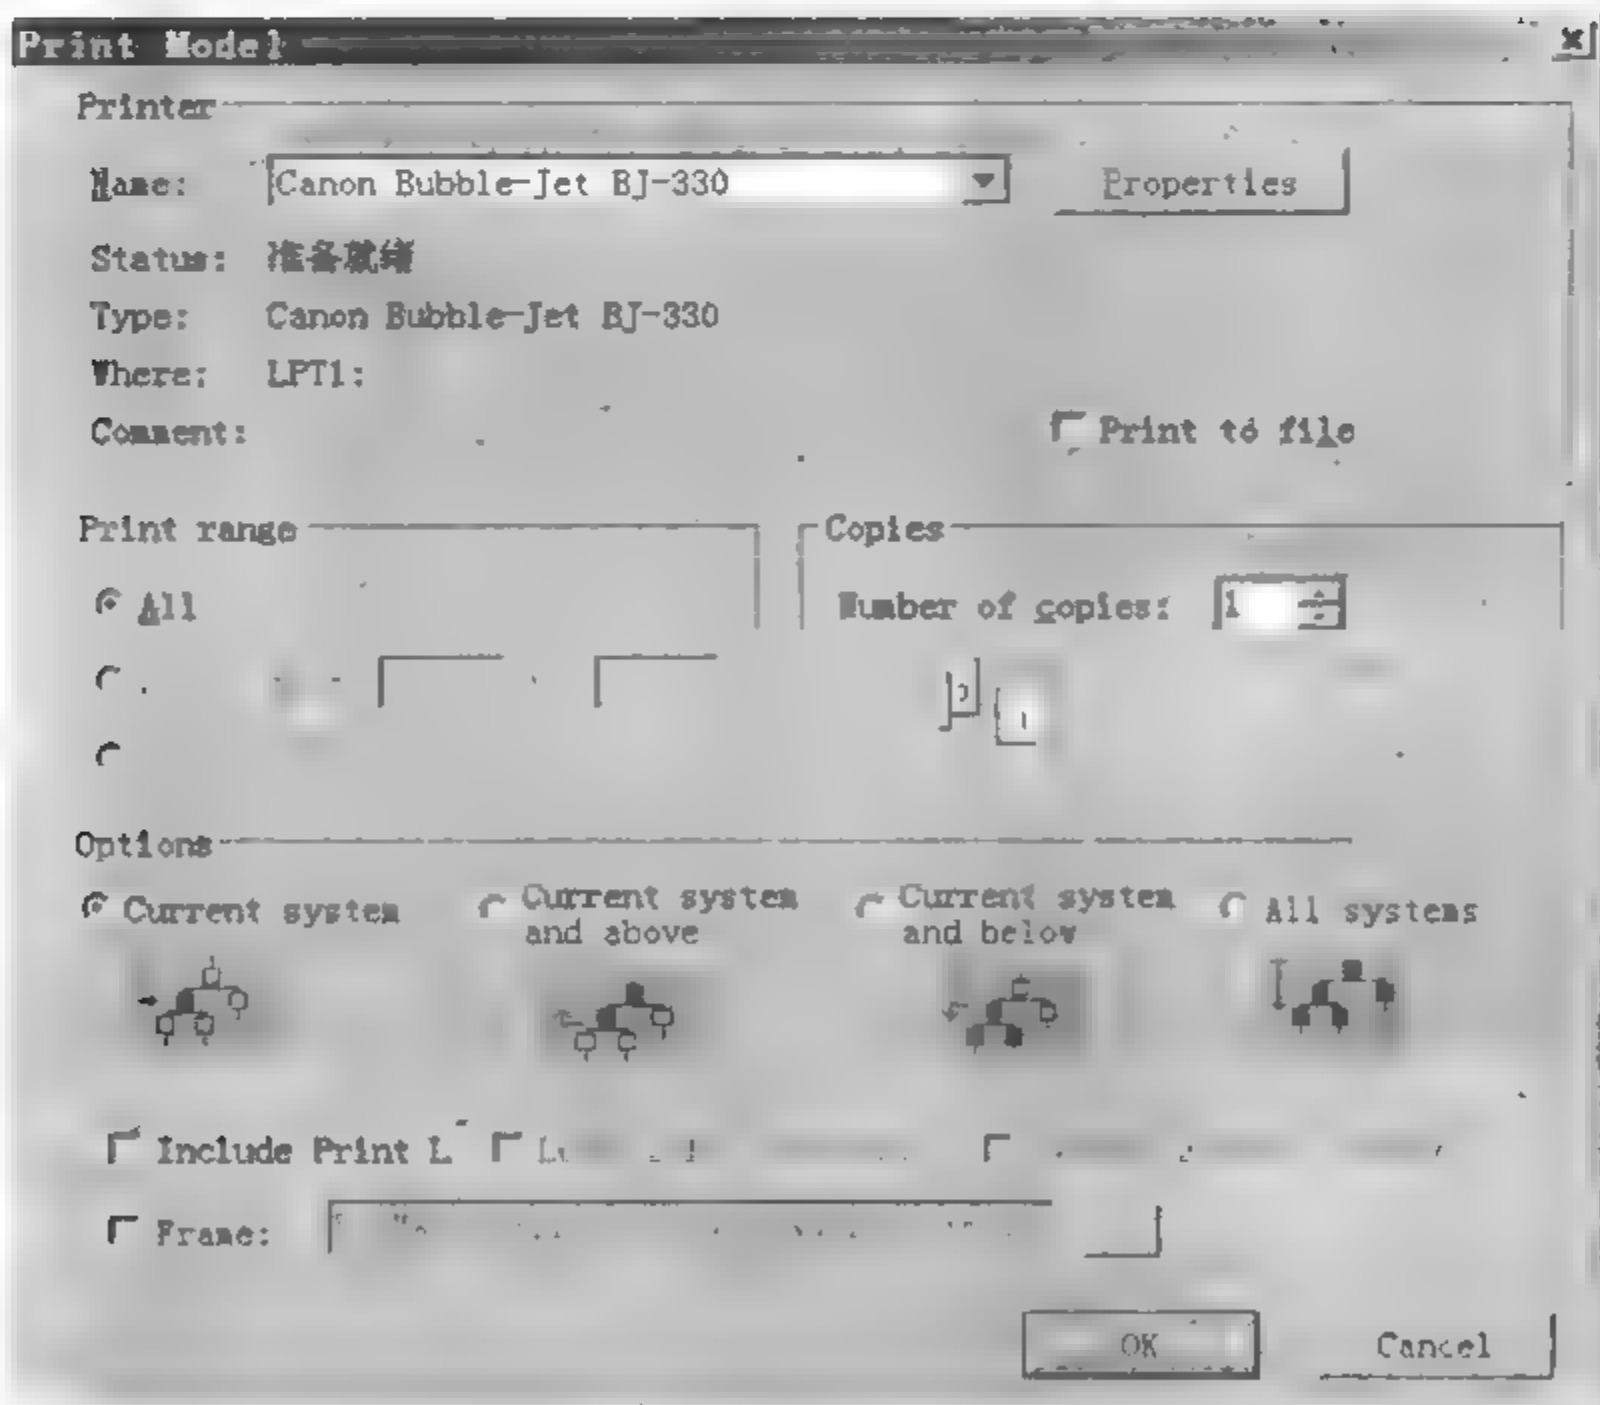 Print Model
Printer
Name: Canon Bubble-Jet BJ-330 Properties
Status: 准备就绪
Type: Canon Bubble-Jet BJ-330
Where: LPT1:
Comment: Print to file
Print range Copies
All Number of copies: 1
Options
Current system Current system and above Current system and below All systems
Include Print
Frame:
OK Cancel